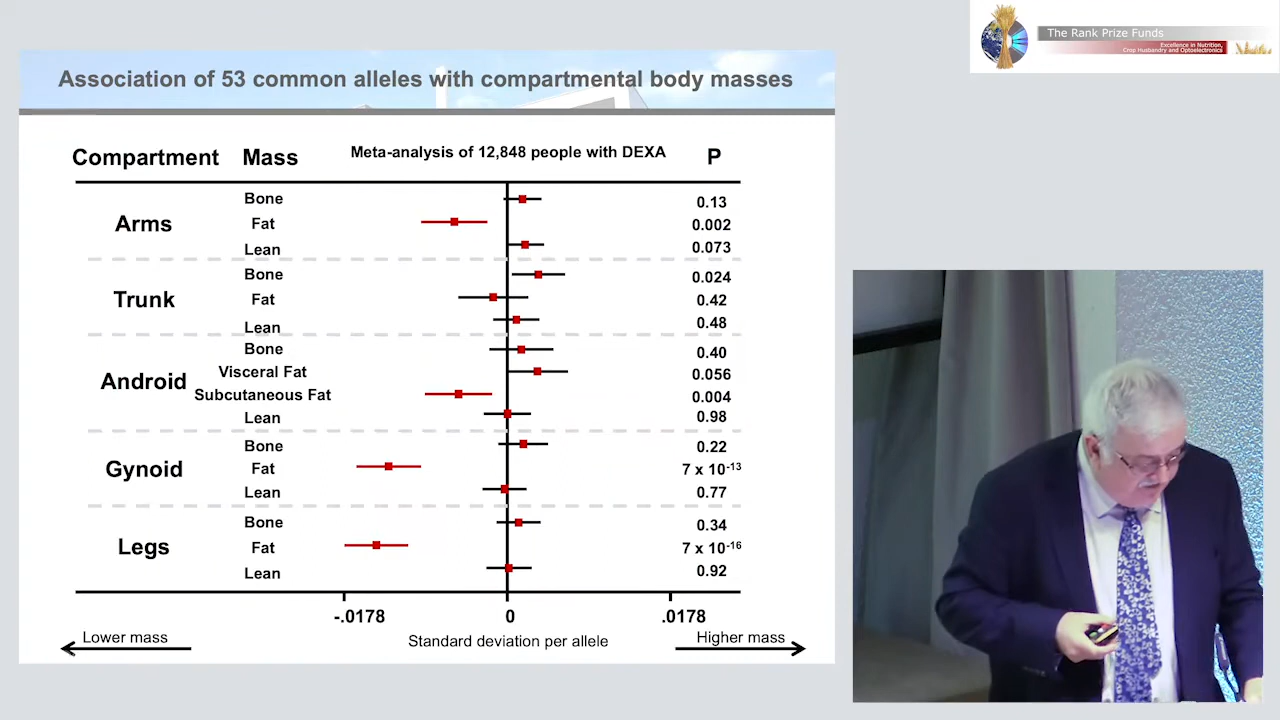 The Rank Prize Funds
Excellence in Nutrition,
Crop Husbandry and Optoelectronics
Association of 53 common alleles with compartmental body masses
Compartment Mass Meta-analysis of 12,848 people with DEXA P
Arms
Bone 0.13
Fat 0.002
Lean 0.073
Trunk
Bone 0.024
Fat 0.42
Lean 0.48
Android
Bone 0.40
Visceral Fat 0.056
Subcutaneous Fat 0.004
Lean 0.98
Gynoid
Bone 0.22
Fat 7 x 10-13
Lean 0.77
Legs
Bone 0.34
Fat 7 x 10-16
Lean 0.92
-.0178 0 .0178
Lower mass Standard deviation per allele Higher mass